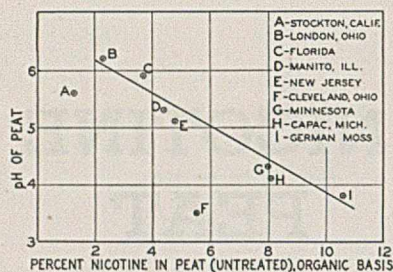 A-STOCKTON, CALIF.
B-LONDON, OHIO
C-FLORIDA
D-MANITO, ILL.
E-NEW JERSEY
F-CLEVELAND, OHIO
G-MINNESOTA
H-CAPAC, MICH.
I-GERMAN MOSS
pH OF PEAT
6
5
4
3
A
B
C
D
E
F
G
H
I
2
4
6
8
10
PERCENT NICOTINE IN PEAT (UNTREATED), ORGANIC BASIS